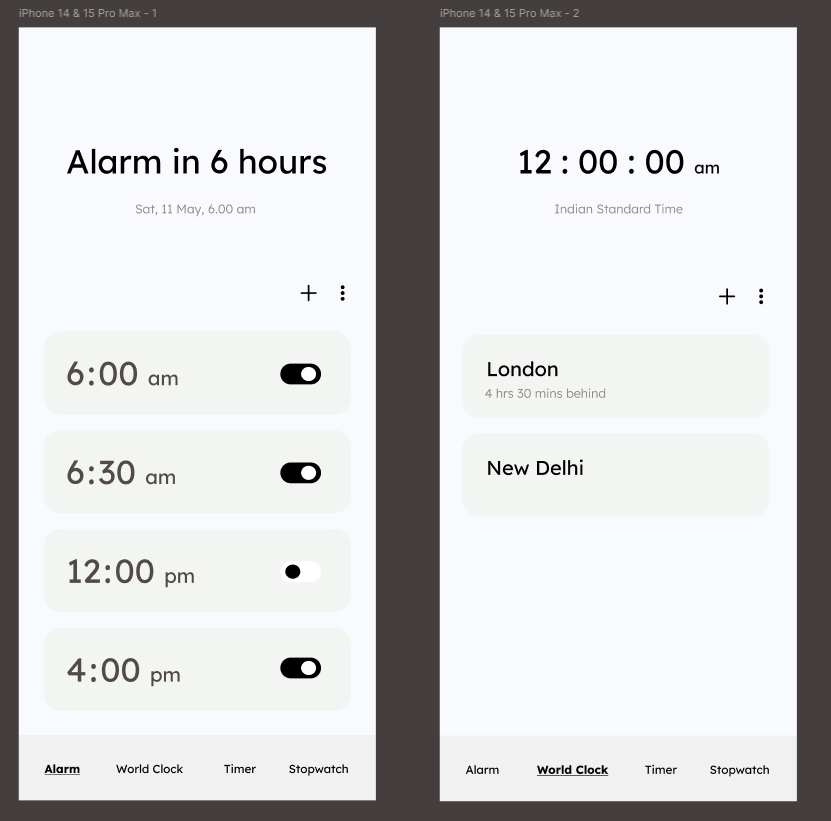 iPhone 14 & 15 Pro Max - 1
Alarm in 6 hours
Sat, 11 May, 6.00 am
6:00 am
6:30 am
12:00 pm
4:00 pm
Alarm World Clock Timer Stopwatch
iPhone 14 & 15 Pro Max - 2
12 : 00 : 00 am
Indian Standard Time
London
4 hrs 30 mins behind
New Delhi
Alarm World Clock Timer Stopwatch